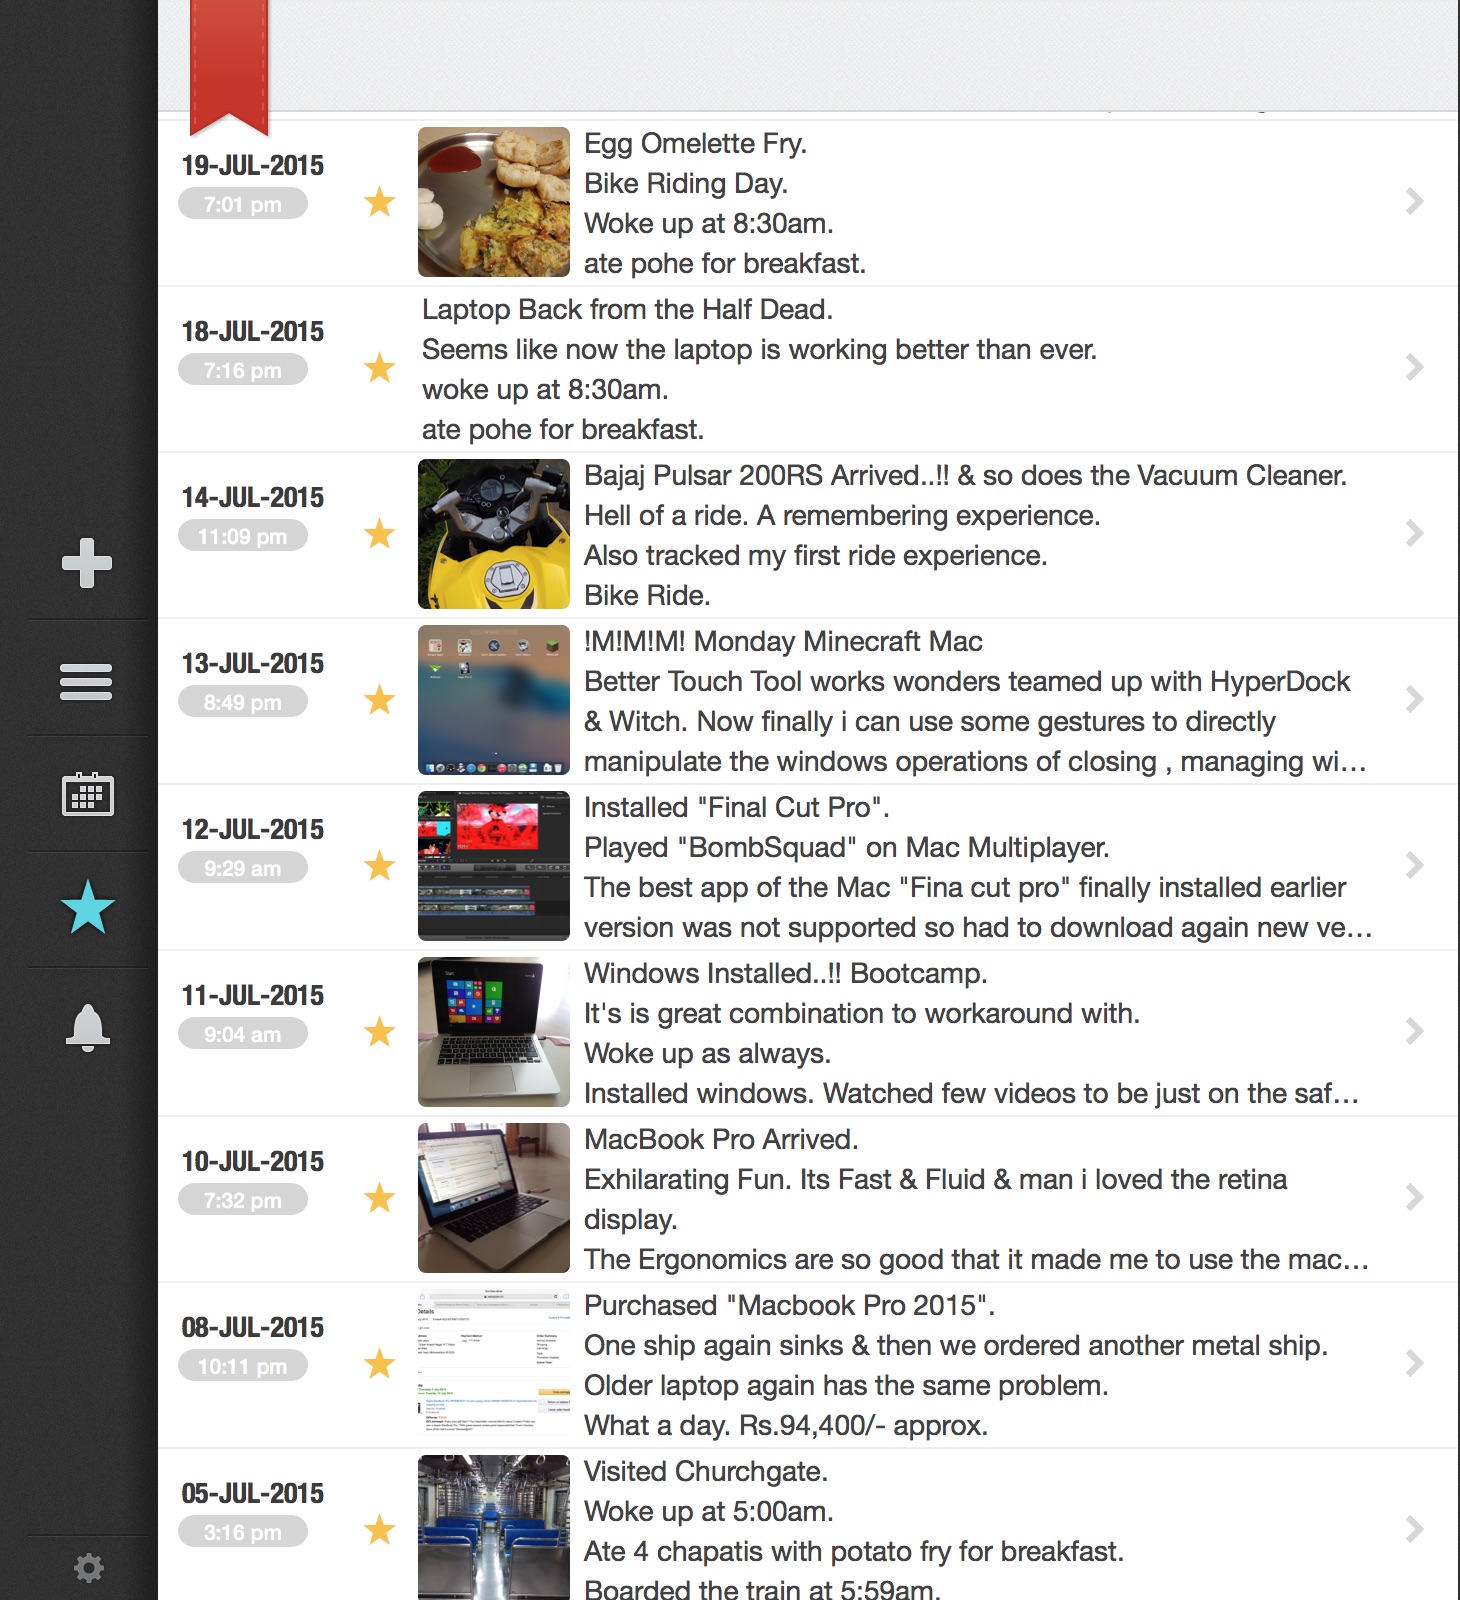 19-JUL-2015
7:01 pm
Egg Omelette Fry.
Bike Riding Day.
Woke up at 8:30am.
ate pohe for breakfast.
18-JUL-2015
7:16 pm
Laptop Back from the Half Dead.
Seems like now the laptop is working better than ever.
woke up at 8:30am.
ate pohe for breakfast.
14-JUL-2015
11:09 pm
Bajaj Pulsar 200RS Arrived..!! & so does the Vacuum Cleaner.
Hell of a ride. A remembering experience.
Also tracked my first ride experience.
Bike Ride.
13-JUL-2015
8:49 pm
!M!M!M! Monday Minecraft Mac
Better Touch Tool works wonders teamed up with HyperDock
& Witch. Now finally i can use some gestures to directly
manipulate the windows operations of closing , managing wi…
12-JUL-2015
9:29 am
Installed "Final Cut Pro".
Played "BombSquad" on Mac Multiplayer.
The best app of the Mac "Fina cut pro" finally installed earlier
version was not supported so had to download again new ve…
11-JUL-2015
9:04 am
Start
Windows Installed..!! Bootcamp.
It's is great combination to workaround with.
Woke up as always.
Installed windows. Watched few videos to be just on the saf…
10-JUL-2015
7:32 pm
MacBook Pro Arrived.
Exhilarating Fun. Its Fast & Fluid & man i loved the retina
display.
The Ergonomics are so good that it made me to use the mac…
08-JUL-2015
10:11 pm
Purchased "Macbook Pro 2015".
One ship again sinks & then we ordered another metal ship.
Older laptop again has the same problem.
What a day. Rs.94,400/- approx.
05-JUL-2015
3:16 pm
Visited Churchgate.
Woke up at 5:00am.
Ate 4 chapatis with potato fry for breakfast.
Boarded the train at 5:59am.